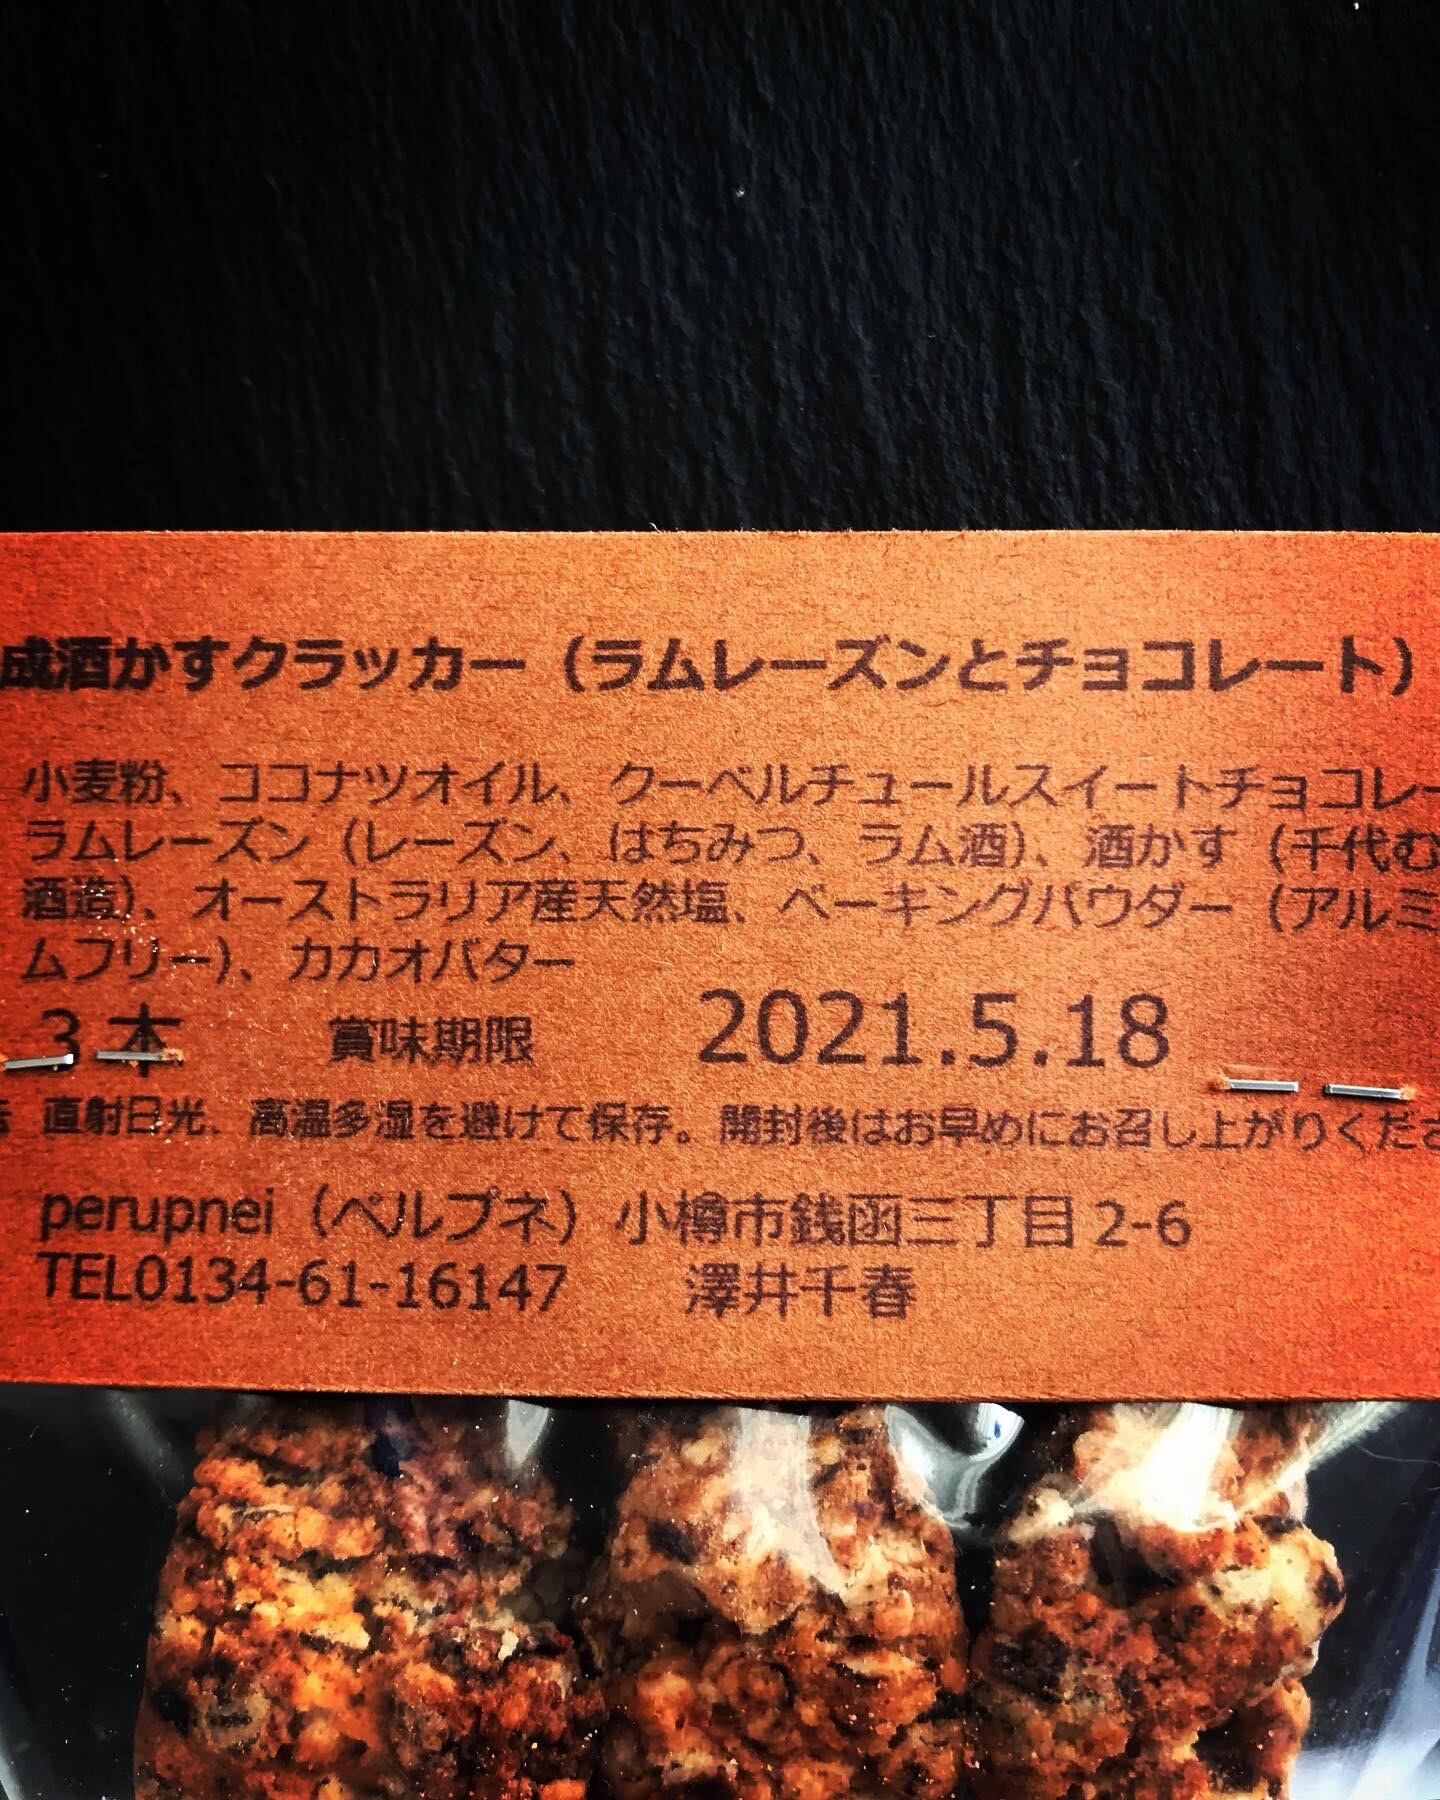 成酒かすクラッカー（ラムレーズンとチョコレート）
小麦粉、ココナツオイル、クーベルチュールスイートチョコレー
ラムレーズン（レーズン、はちみつ、ラム酒）、酒かす（千代む
酒造）、オーストラリア産天然塩、ベーキングパウダー（アルミ
ムフリー）、カカオバター
3本 賞味期限 2021.5.18
直射日光、高温多湿を避けて保存。開封後はお早めにお召し上がりくださ
perupnei（ペルプネ）小樽市銭函三丁目2-6
TEL0134-61-16147 澤井千春